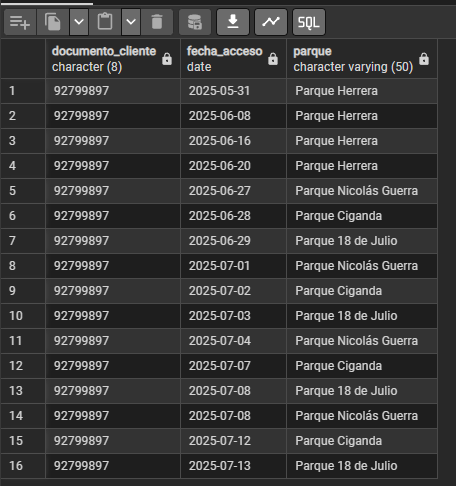 SQL
documento_cliente fecha_acceso parque
character (8) date character varying (50)
1 92799897 2025-05-31 Parque Herrera
2 92799897 2025-06-08 Parque Herrera
3 92799897 2025-06-16 Parque Herrera
4 92799897 2025-06-20 Parque Herrera
5 92799897 2025-06-27 Parque Nicolás Guerra
6 92799897 2025-06-28 Parque Ciganda
7 92799897 2025-06-29 Parque 18 de Julio
8 92799897 2025-07-01 Parque Nicolás Guerra
9 92799897 2025-07-02 Parque Ciganda
10 92799897 2025-07-03 Parque 18 de Julio
11 92799897 2025-07-04 Parque Nicolás Guerra
12 92799897 2025-07-07 Parque Ciganda
13 92799897 2025-07-08 Parque 18 de Julio
14 92799897 2025-07-08 Parque Nicolás Guerra
15 92799897 2025-07-12 Parque Ciganda
16 92799897 2025-07-13 Parque 18 de Julio